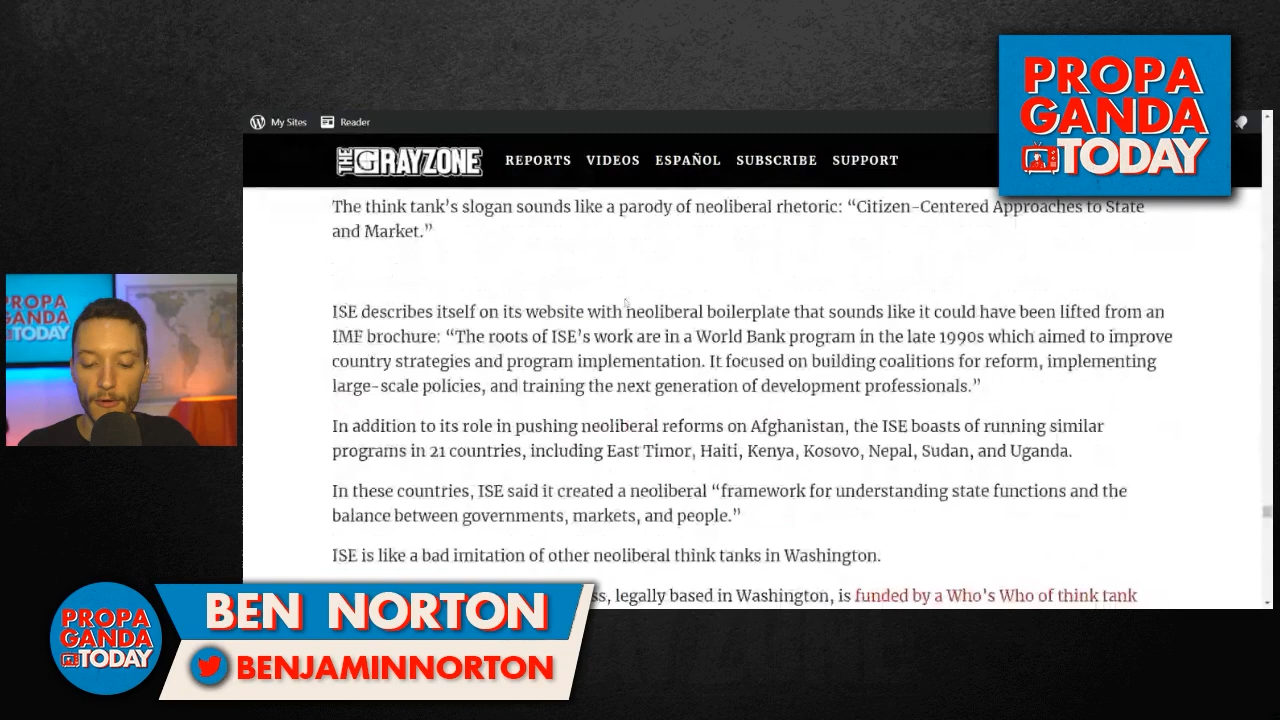 PROPA
GANDA
TODAY
My Sites
Reader
THE GRAYZONE
REPORTS VIDEOS ESPAÑOL SUBSCRIBE SUPPORT
The think tank’s slogan sounds like a parody of neoliberal rhetoric: “Citizen-Centered Approaches to State
and Market.”
ISE describes itself on its website with neoliberal boilerplate that sounds like it could have been lifted from an
IMF brochure: “The roots of ISE’s work are in a World Bank program in the late 1990s which aimed to improve
country strategies and program implementation. It focused on building coalitions for reform, implementing
large-scale policies, and training the next generation of development professionals.”
In addition to its role in pushing neoliberal reforms on Afghanistan, the ISE boasts of running similar
programs in 21 countries, including East Timor, Haiti, Kenya, Kosovo, Nepal, Sudan, and Uganda.
In these countries, ISE said it created a neoliberal “framework for understanding state functions and the
balance between governments, markets, and people.”
ISE is like a bad imitation of other neoliberal think tanks in Washington.
legally based in Washington, is funded by a Who’s Who of think tank
PROPA
GANDA
TODAY
BEN NORTON
BENJAMINNORTON
PROPA
GANDA
TODAY